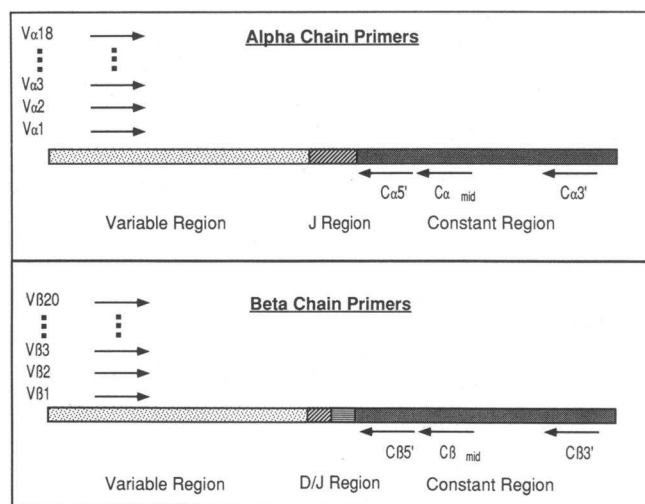 Vα18
Alpha Chain Primers
Vα3
Vα2
Vα1
Cα5' Cα mid Cα3'
Variable Region J Region Constant Region
Vß20
Beta Chain Primers
Vß3
Vß2
Vß1
Cß5' Cß mid Cß3'
Variable Region D/J Region Constant Region